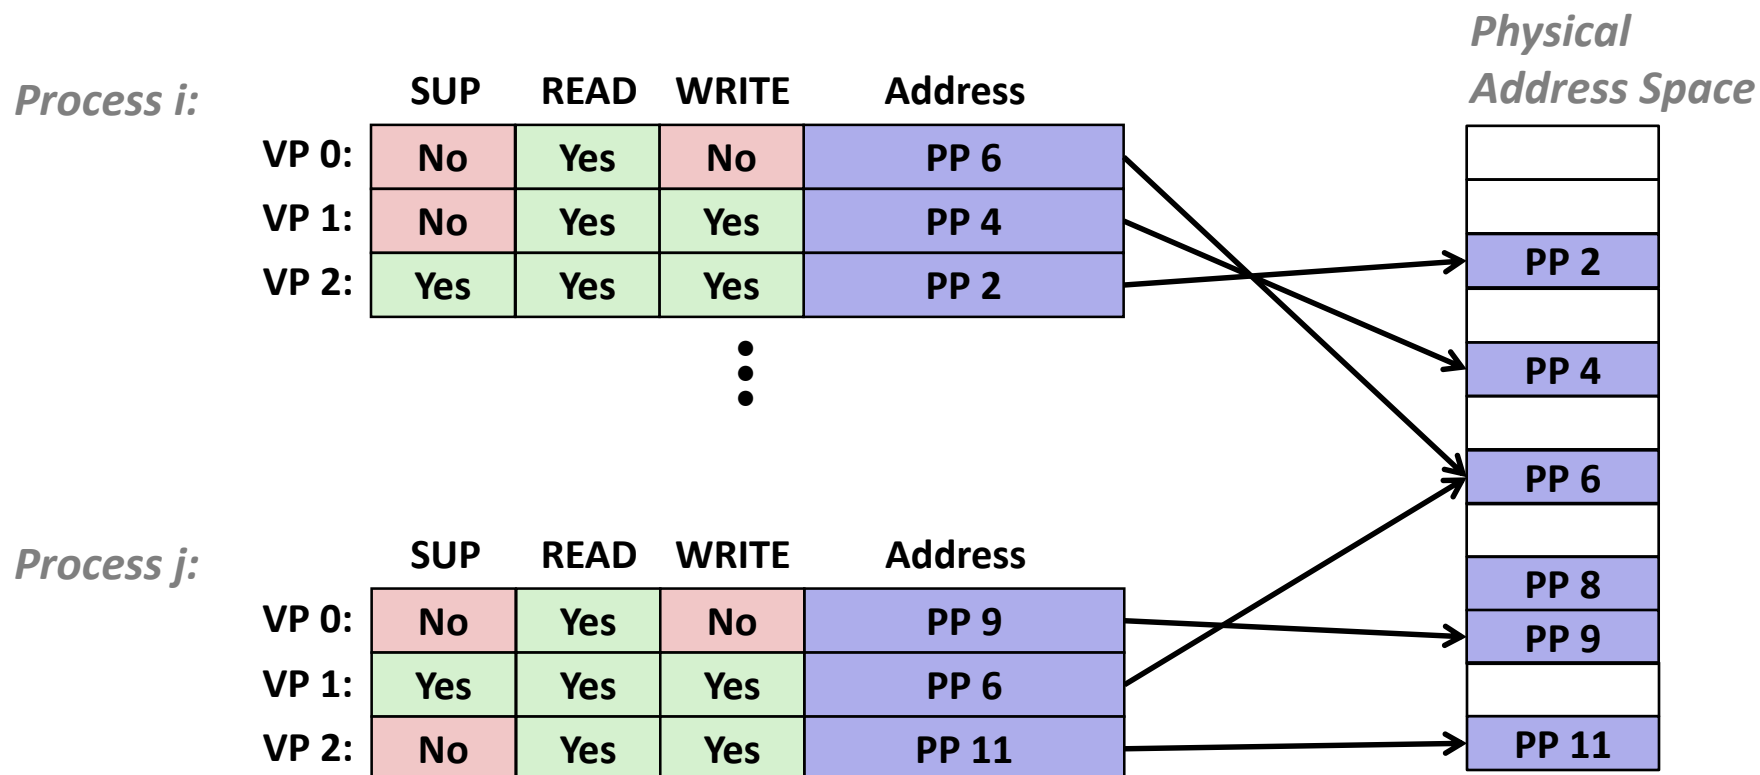 Physical
Address Space
Process i:
SUP READ WRITE Address
VP 0: No Yes No PP 6
VP 1: No Yes Yes PP 4
VP 2: Yes Yes Yes PP 2
PP 2
PP 4
PP 6
PP 8
PP 9
PP 11
Process j:
SUP READ WRITE Address
VP 0: No Yes No PP 9
VP 1: Yes Yes Yes PP 6
VP 2: No Yes Yes PP 11